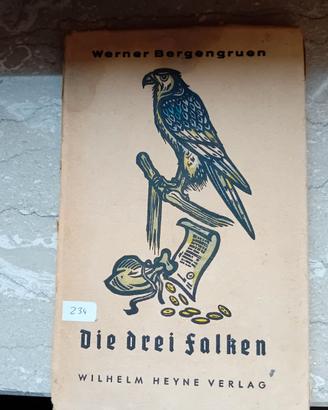 Werner Bergengruen
234
Die drei Falken
WILHELM HEYNE VERLAG